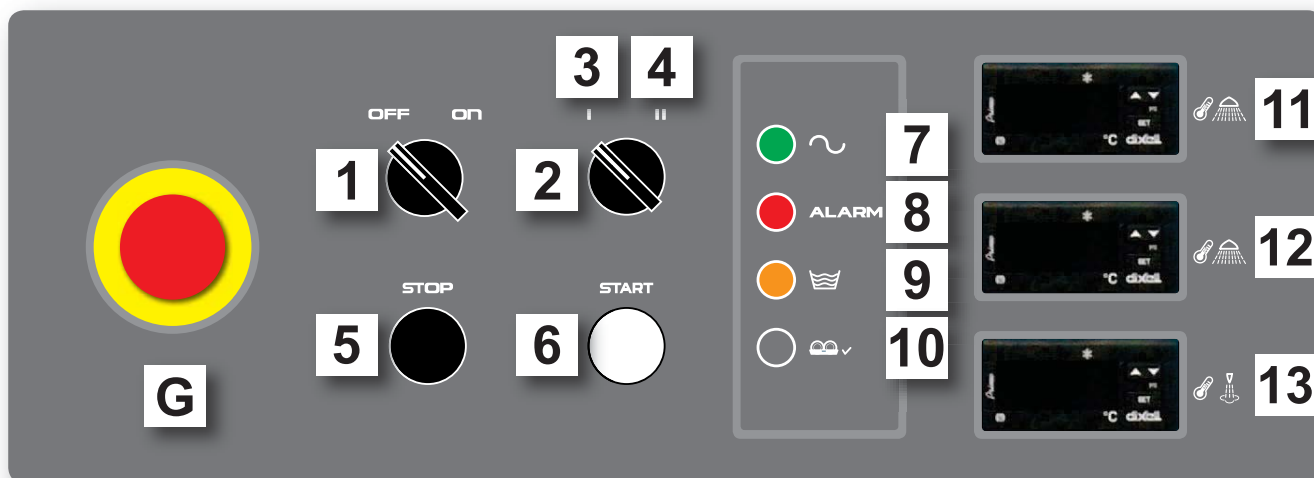 3 4
OFF ON
I II
1
2
STOP
START
5
6
G
7
ALARM 8
9
10
SET
°C dixell
11
SET
°C dixell
12
SET
°C dixell
13